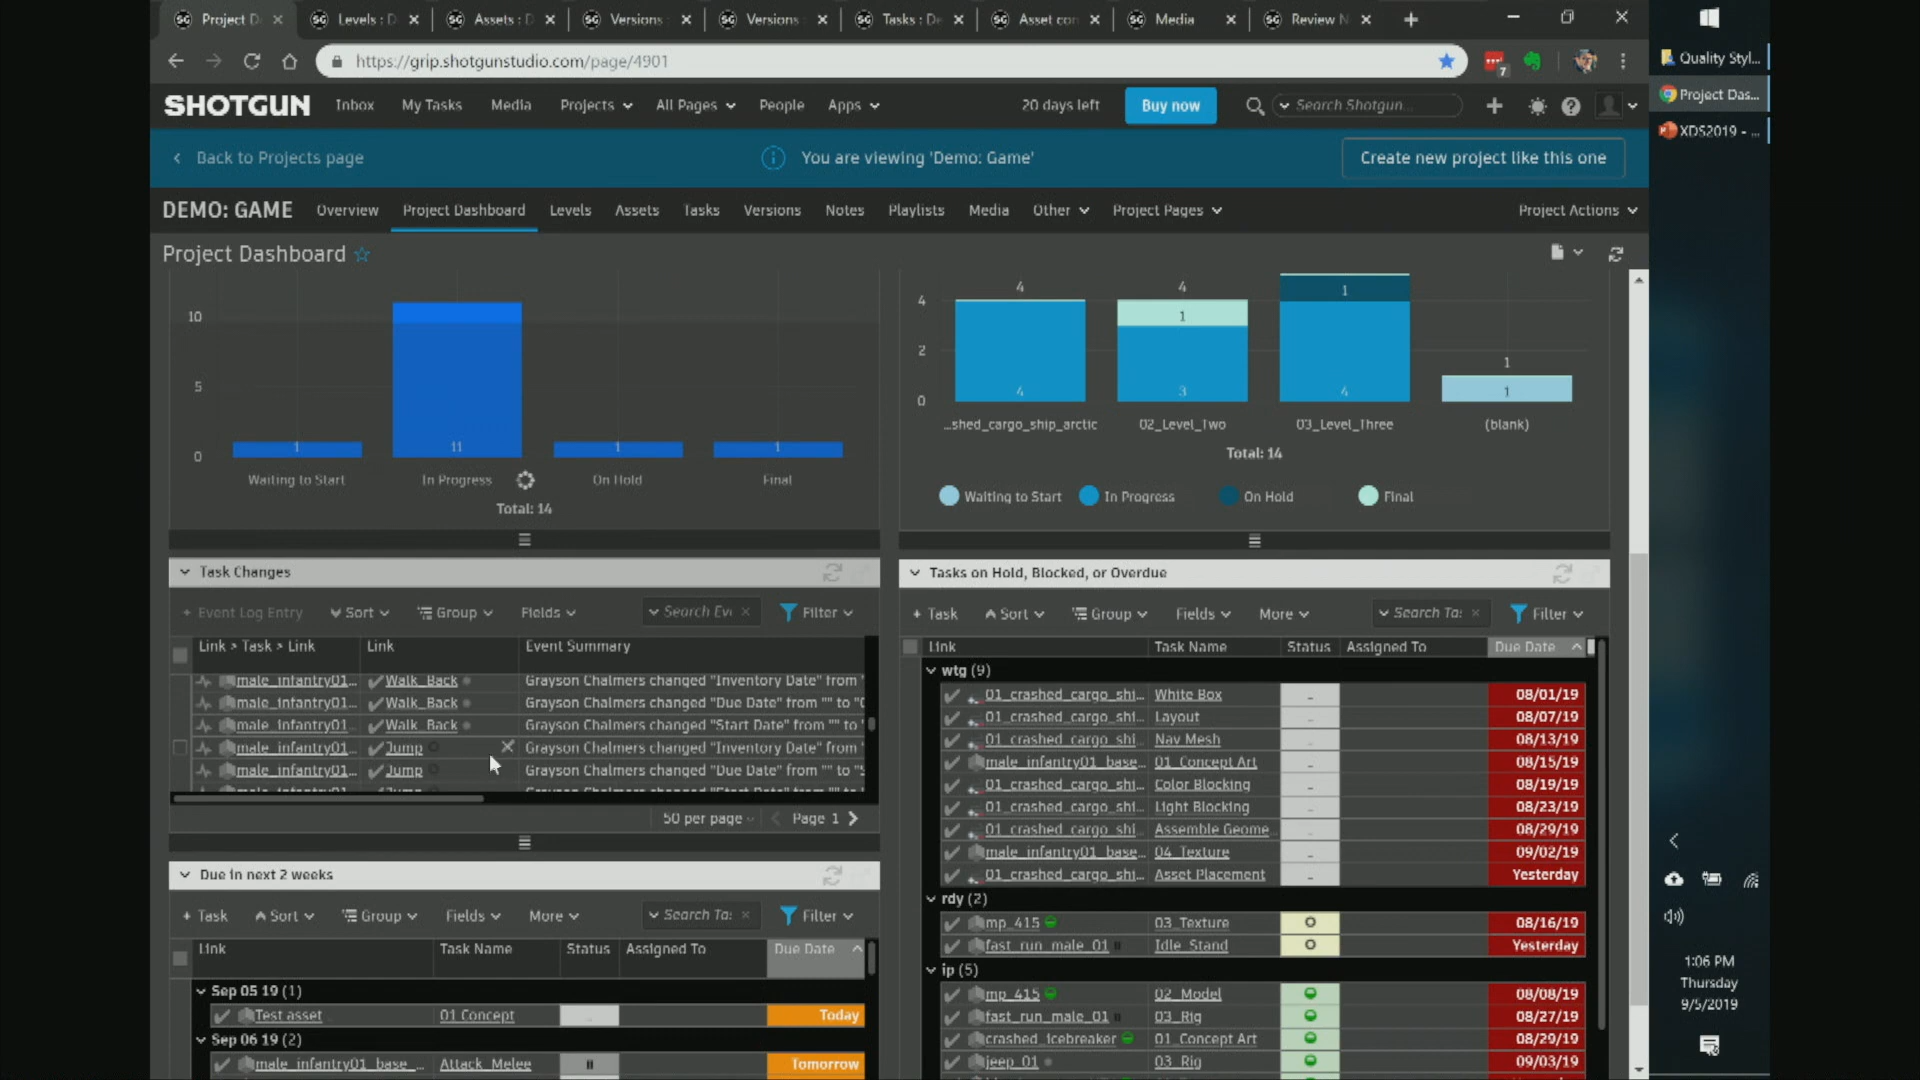 Project D
Levels : D
Assets : D
Versions
Versions
Tasks : De
Asset con
Media
Review N
https://grip.shotgunstudio.com/page/4901
7
SHOTGUN Inbox My Tasks Media Projects All Pages People Apps 20 days left Buy now Search Shotgun...
Back to Projects page
You are viewing 'Demo: Game'
Create new project like this one
DEMO: GAME Overview Project Dashboard Levels Assets Tasks Versions Notes Playlists Media Other Project Pages Project Actions
Project Dashboard
10
5
0
1
11
1
1
Waiting to Start In Progress On Hold Final
Total: 14
4
2
0
4
4
4
1
3
1
4
1
1
...shed_cargo_ship_arctic 02_Level_Two 03_Level_Three (blank)
Total: 14
Waiting to Start In Progress On Hold Final
Task Changes
+ Event Log Entry Sort Group Fields Search Eve Filter
Link > Task > Link Link Event Summary
male_infantry01... Walk_Back Grayson Chalmers changed "Inventory Date" from '
male_infantry01... Walk_Back Grayson Chalmers changed "Due Date" from "" to "0
male_infantry01... Walk_Back Grayson Chalmers changed "Start Date" from "" to '
male_infantry01... Jump Grayson Chalmers changed "Inventory Date" from '
male_infantry01... Jump Grayson Chalmers changed "Due Date" from "" to "
50 per page Page 1
Due in next 2 weeks
+ Task Sort Group Fields More Search Ta: Filter
Link Task Name Status Assigned To Due Date
Sep 05 19 (1)
Test asset 01 Concept Today
Sep 06 19 (2)
male_infantry01_base_... Attack_Melee Tomorrow
Tasks on Hold, Blocked, or Overdue
+ Task Sort Group Fields More Search Ta: Filter
Link Task Name Status Assigned To Due Date
wtg (9)
01_crashed_cargo_shi... White Box 08/01/19
01_crashed_cargo_shi... Layout 08/07/19
01_crashed_cargo_shi... Nav Mesh 08/13/19
male_infantry01_base... 01_Concept Art 08/15/19
01_crashed_cargo_shi... Color Blocking 08/19/19
01_crashed_cargo_shi... Light Blocking 08/23/19
01_crashed_cargo_shi... Assemble Geome 08/29/19
male_infantry01_base... 04_Texture 09/02/19
01_crashed_cargo_shi... Asset Placement Yesterday
rdy (2)
mp_415 03_Texture 08/16/19
fast_run_male_01 Idle_Stand Yesterday
ip (5)
mp_415 02_Model 08/08/19
fast_run_male_01 03_Rig 08/27/19
crashed_icebreaker 01_Concept Art 08/29/19
jeep_01 03_Rig 09/03/19
Quality Styl...
Project Das...
XDS2019 - ...
1:06 PM
Thursday
9/5/2019